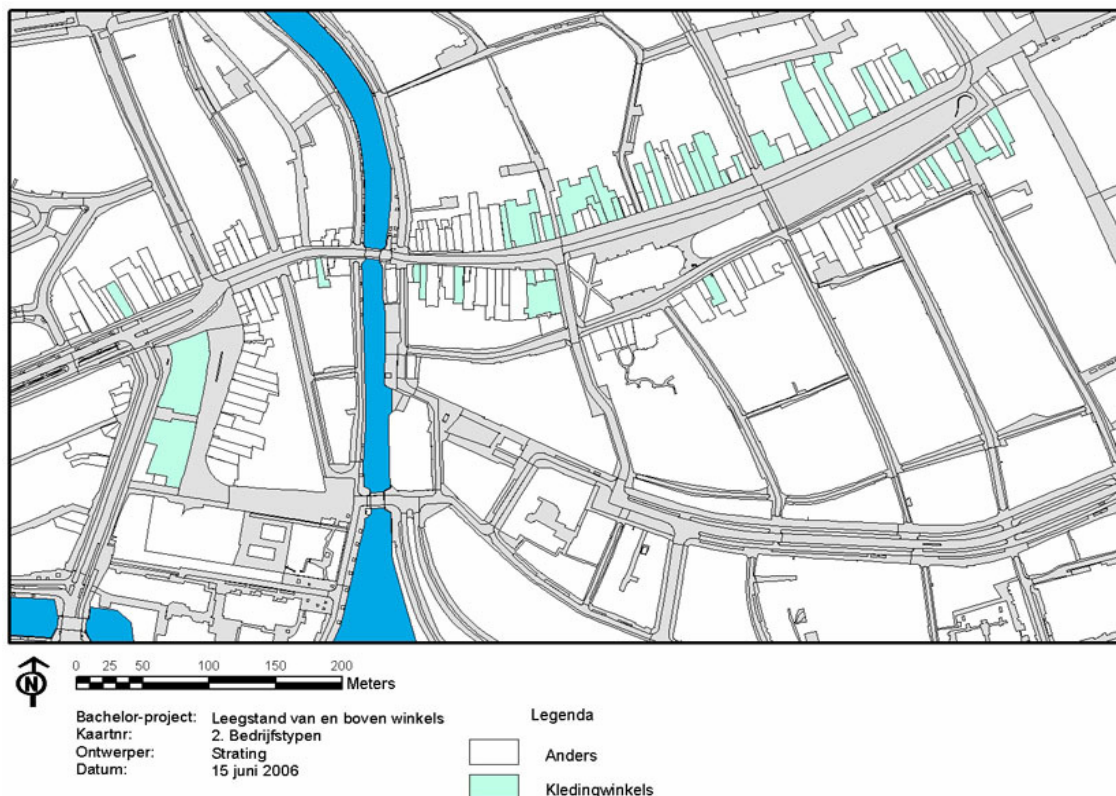 0 25 50 100 150 200
Meters
N
Bachelor-project: Leegstand van en boven winkels
Kaartnr: 2. Bedrijfstypen
Ontwerper: Strating
Datum: 15 juni 2006
Legenda
Anders
Kledingwinkels